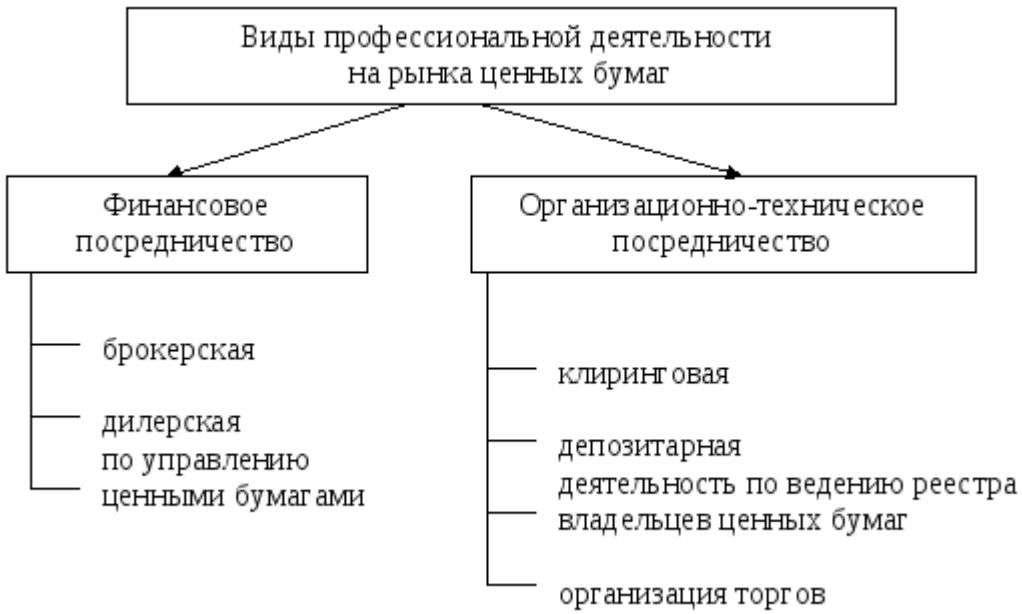 Виды профессиональной деятельности
на рынка ценных бумаг
Финансовое
посредничество
брокерская
дилерская
по управлению
ценными бумагами
Организационно-техническое
посредничество
клиринговая
депозитарная
деятельность по ведению реестра
владельцев ценных бумаг
организация торгов